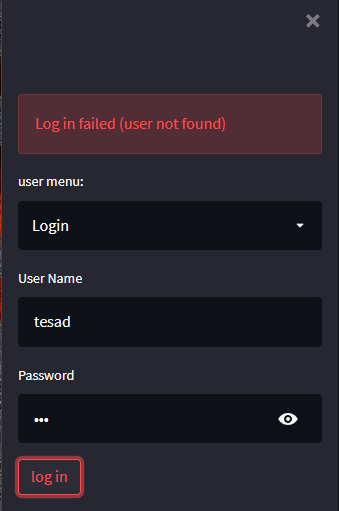 Log in failed (user not found)
user menu:
Login
User Name
tesad
Password
•••
log in